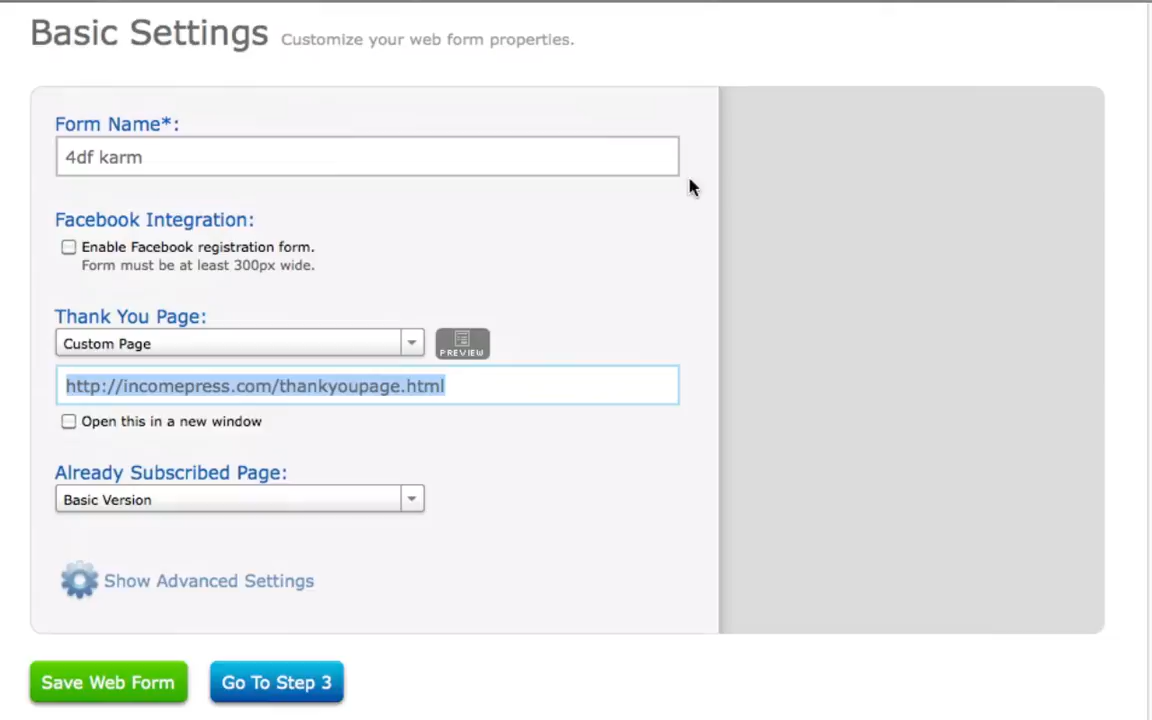 Basic Settings Customize your web form properties.
Form Name*:
4df karm
Facebook Integration:
Enable Facebook registration form.
Form must be at least 300px wide.
Thank You Page:
Custom Page
PREVIEW
http://incomepress.com/thankyoupage.html
Open this in a new window
Already Subscribed Page:
Basic Version
Show Advanced Settings
Save Web Form
Go To Step 3